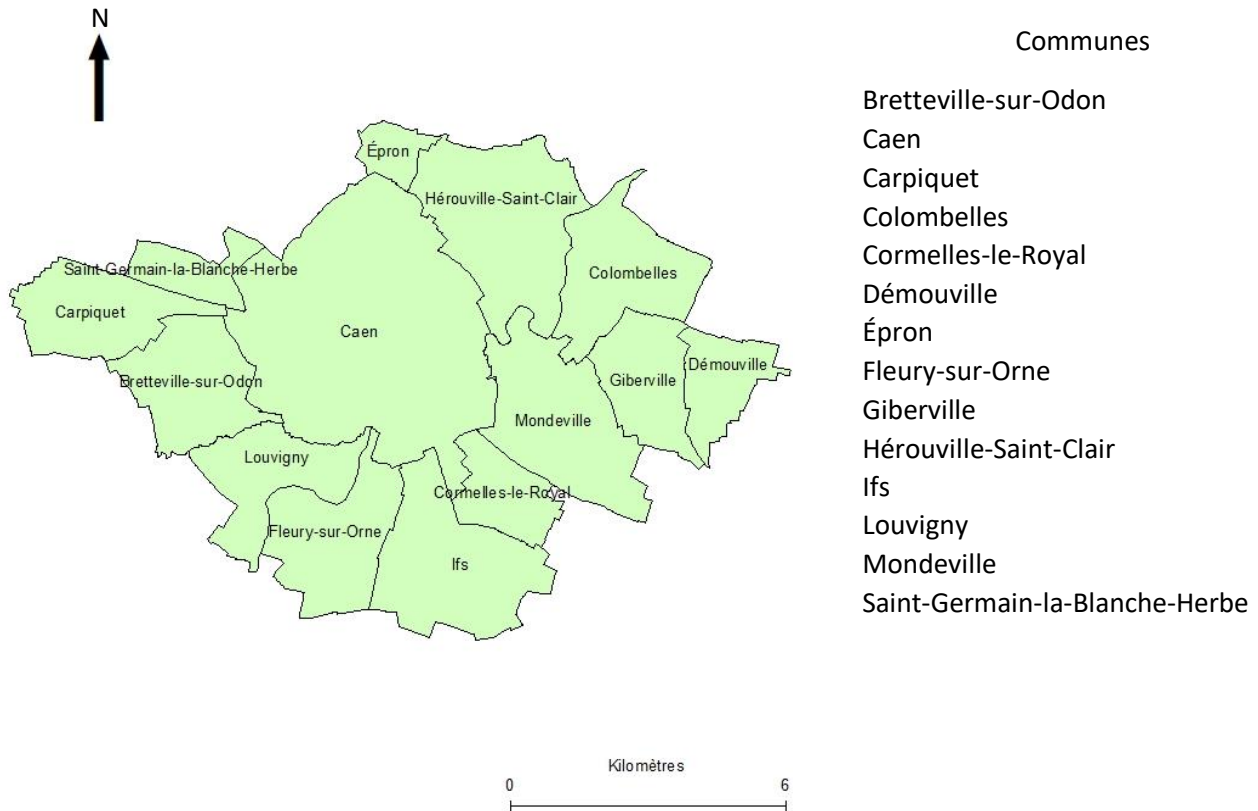 N
Épron
Hérouville-Saint-Clair
Saint-Germain-la-Blanche-Herbe
Colombelles
Carpiquet
Caen
Démouville
Bretteville-sur-Odon
Giberville
Mondeville
Louvigny
Cormelles-le-Royal
Fleury-sur-Orne
Ifs
Kilomètres
0 6
Communes
Bretteville-sur-Odon
Caen
Carpiquet
Colombelles
Cormelles-le-Royal
Démouville
Épron
Fleury-sur-Orne
Giberville
Hérouville-Saint-Clair
Ifs
Louvigny
Mondeville
Saint-Germain-la-Blanche-Herbe